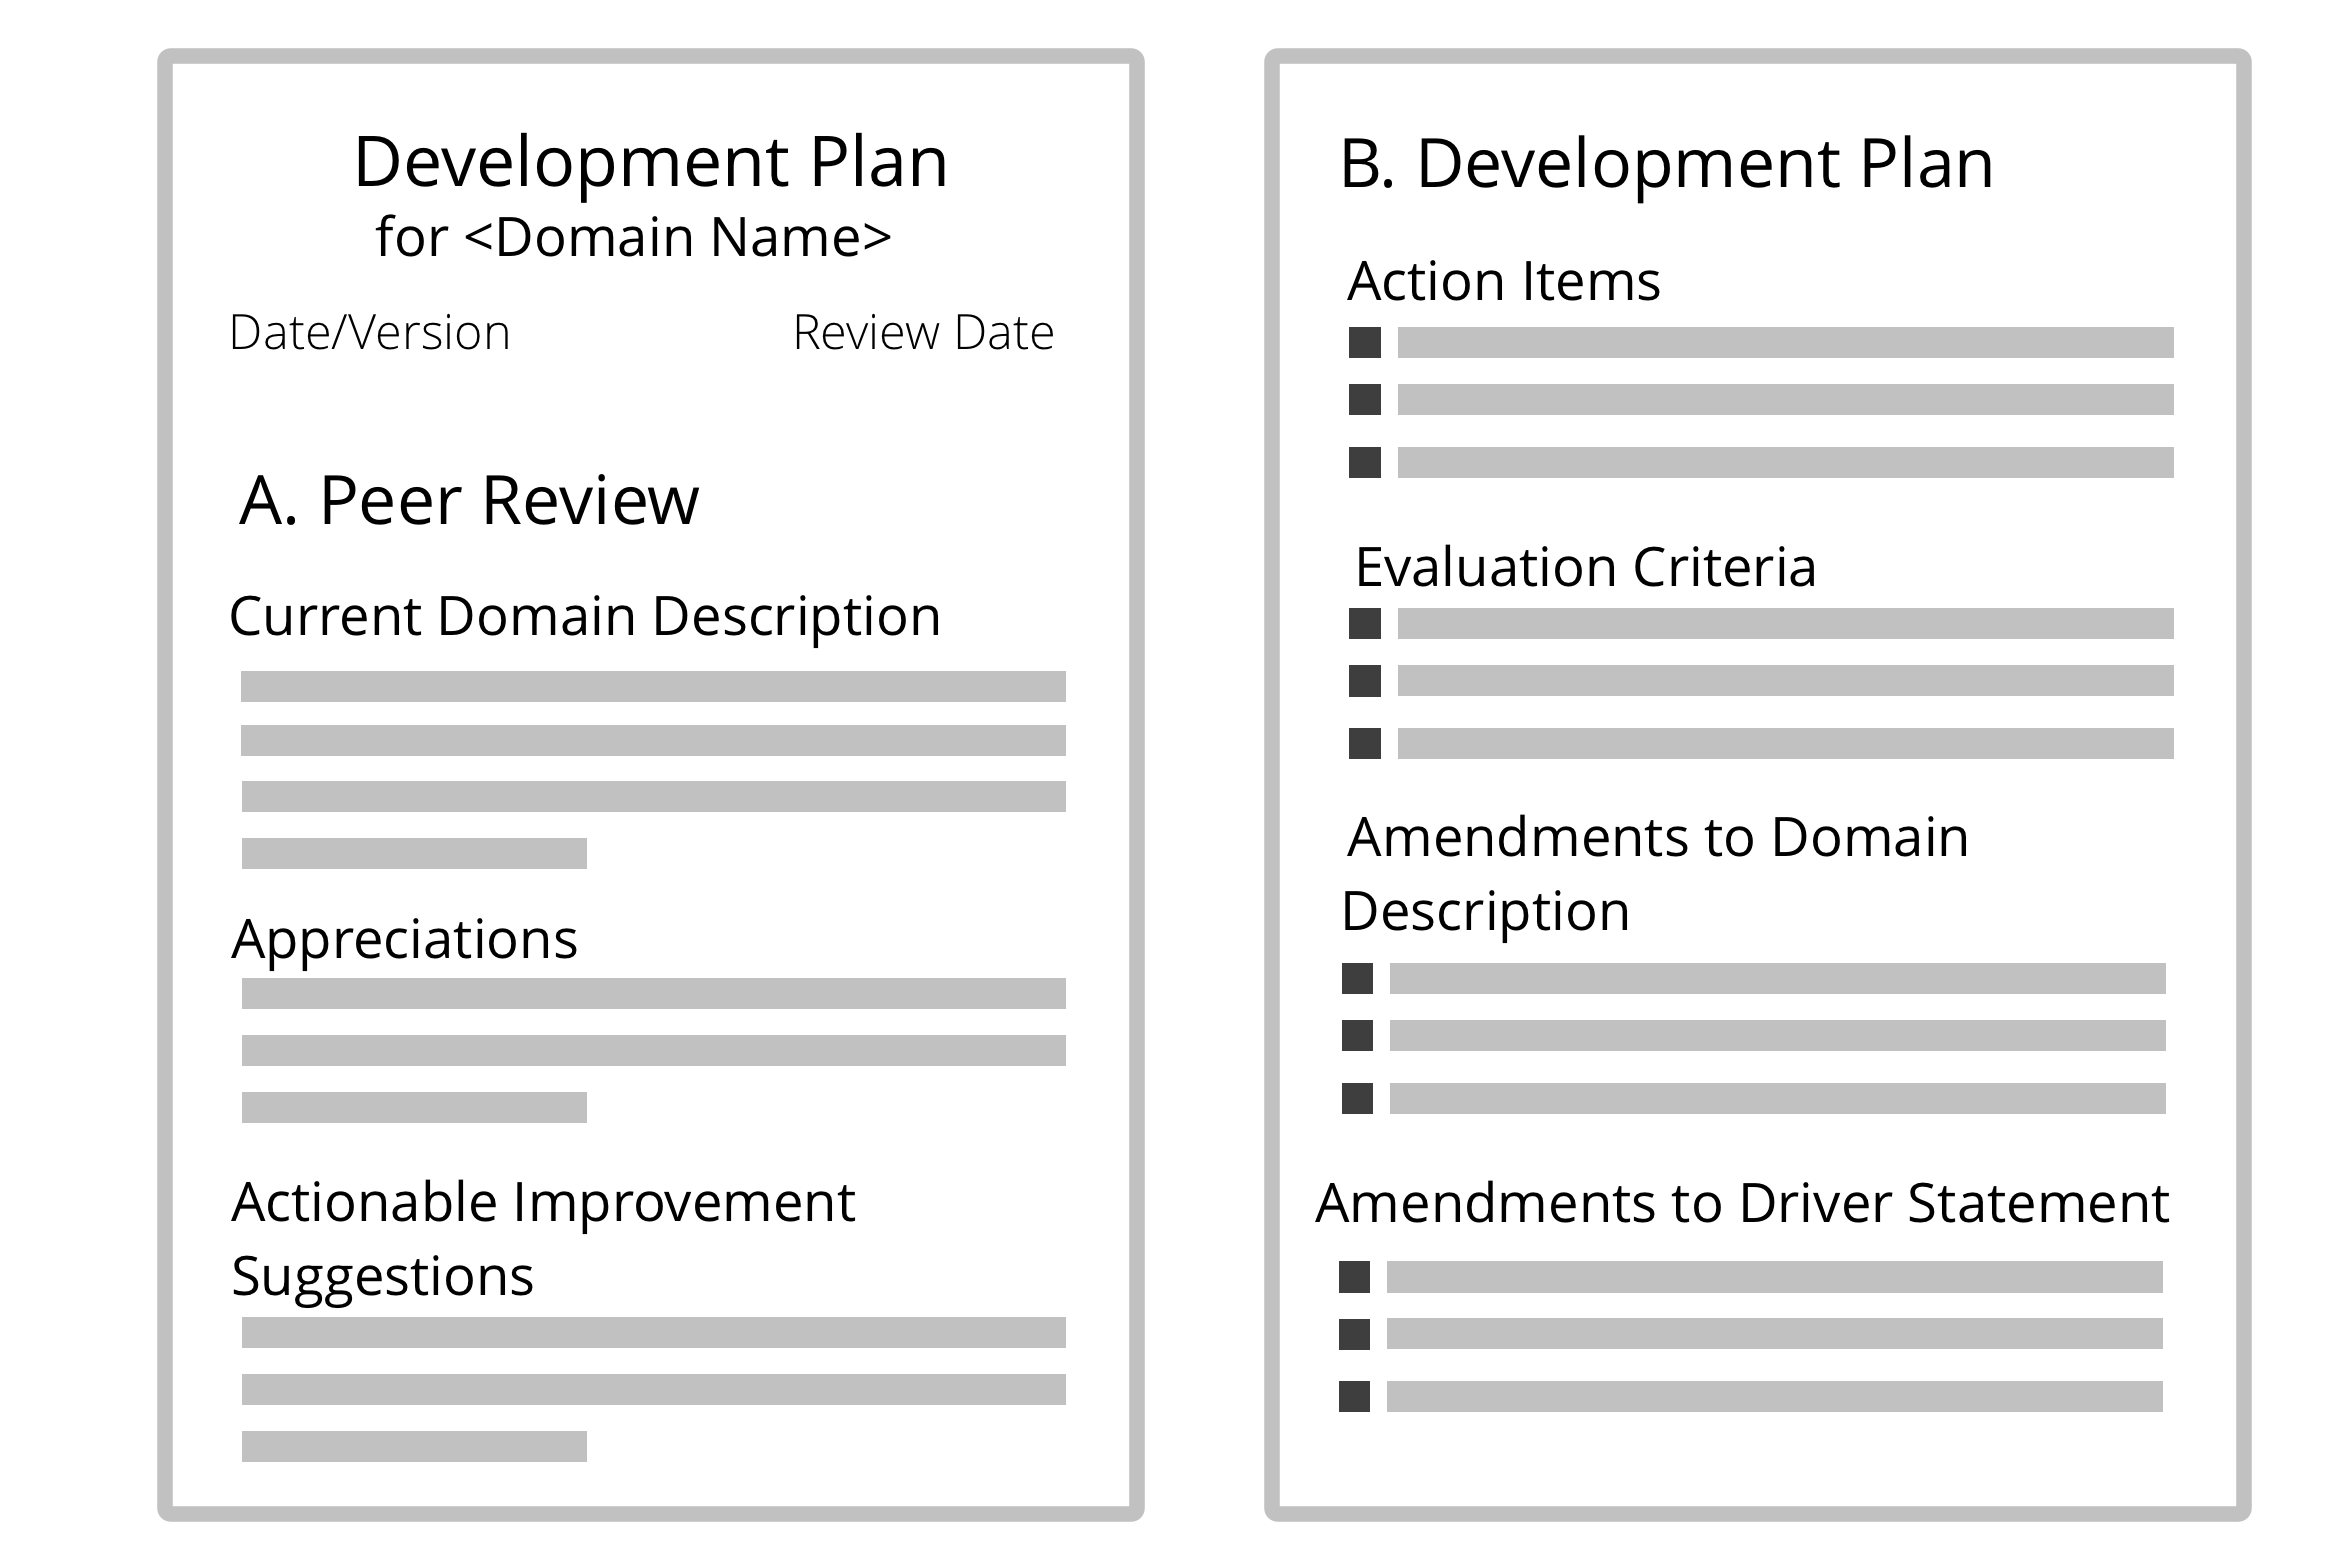 Development Plan
for <Domain Name>
Date/Version Review Date
A. Peer Review
Current Domain Description
Appreciations
Actionable Improvement
Suggestions
B. Development Plan
Action Items
Evaluation Criteria
Amendments to Domain
Description
Amendments to Driver Statement